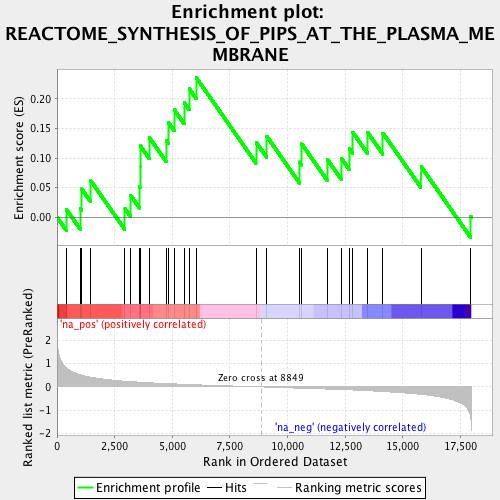 Enrichment plot:
REACTOME_SYNTHESIS_OF_PIPS_AT_THE_PLASMA_ME
MBRANE
Enrichment score (ES)
0.20
0.15
0.10
0.05
0.00
'na_pos' (positively correlated)
Ranked list metric (PreRanked)
2
1
0
-1
-2
Zero cross at 8849
'na_neg' (negatively correlated)
0
2,500
5,000
7,500
10,000
12,500
15,000
17,500
Rank in Ordered Dataset
Enrichment profile
Hits
Ranking metric scores